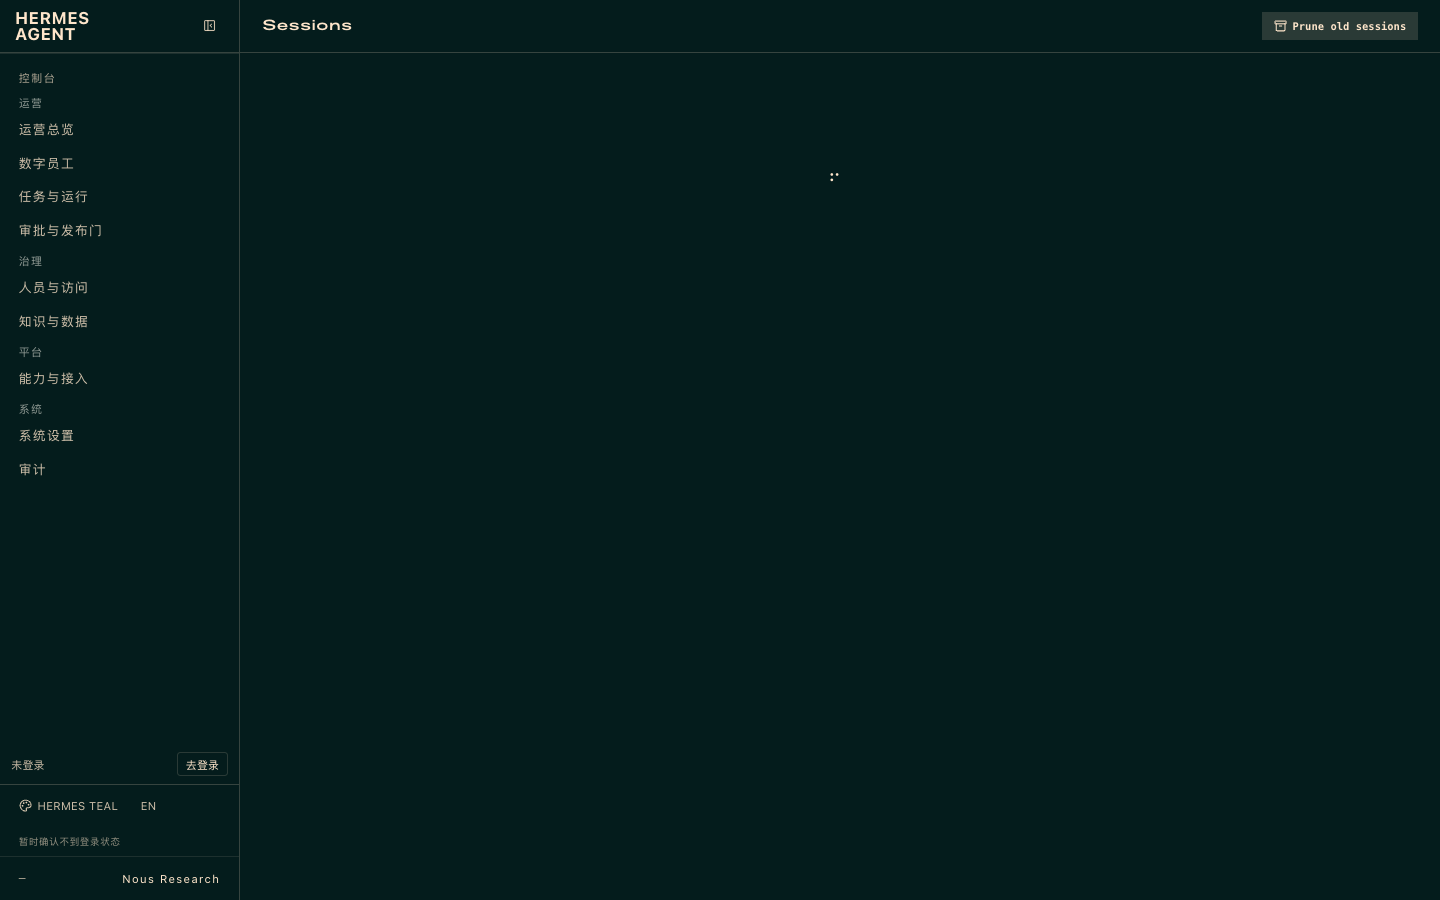 HERMES
AGENT
Sessions
Prune old sessions
控制台
运营
运营总览
数字员工
任务与运行
审批与发布门
治理
人员与访问
知识与数据
平台
能力与接入
系统
系统设置
审计
未登录
去登录
HERMES TEAL
EN
暂时确认不到登录状态
—
Nous Research